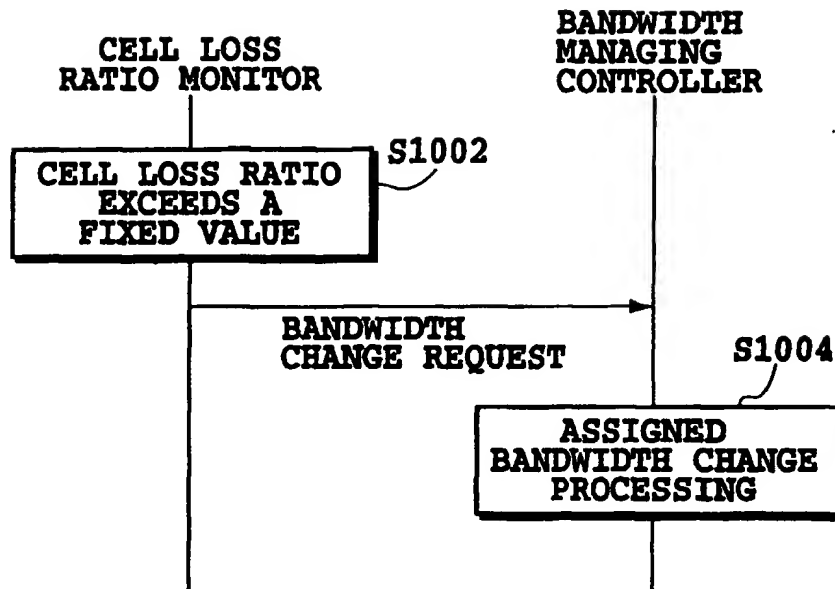 CELL LOSS
RATIO MONITOR
BANDWIDTH
MANAGING
CONTROLLER
S1002
CELL LOSS RATIO
EXCEEDS A
FIXED VALUE
BANDWIDTH
CHANGE REQUEST
S1004
ASSIGNED
BANDWIDTH CHANGE
PROCESSING